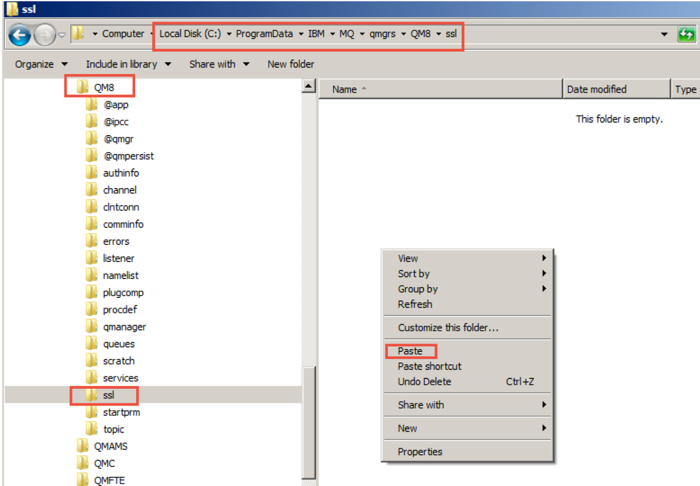 ssl
Computer Local Disk (C:) ProgramData IBM MQ qmgrs QM8 ssl
Organize Include in library Share with New folder
QM8
@app
@ipcc
@qmgr
@qmpersist
authinfo
channel
clntconn
comminfo
errors
listener
namelist
plugcomp
procdef
qmanager
queues
scratch
services
ssl
startprm
topic
QMAMS
QMC
QMFTE
Name Date modified Type
This folder is empty.
View
Sort by
Group by
Refresh
Customize this folder...
Paste
Paste shortcut
Undo Delete Ctrl+Z
Share with
New
Properties